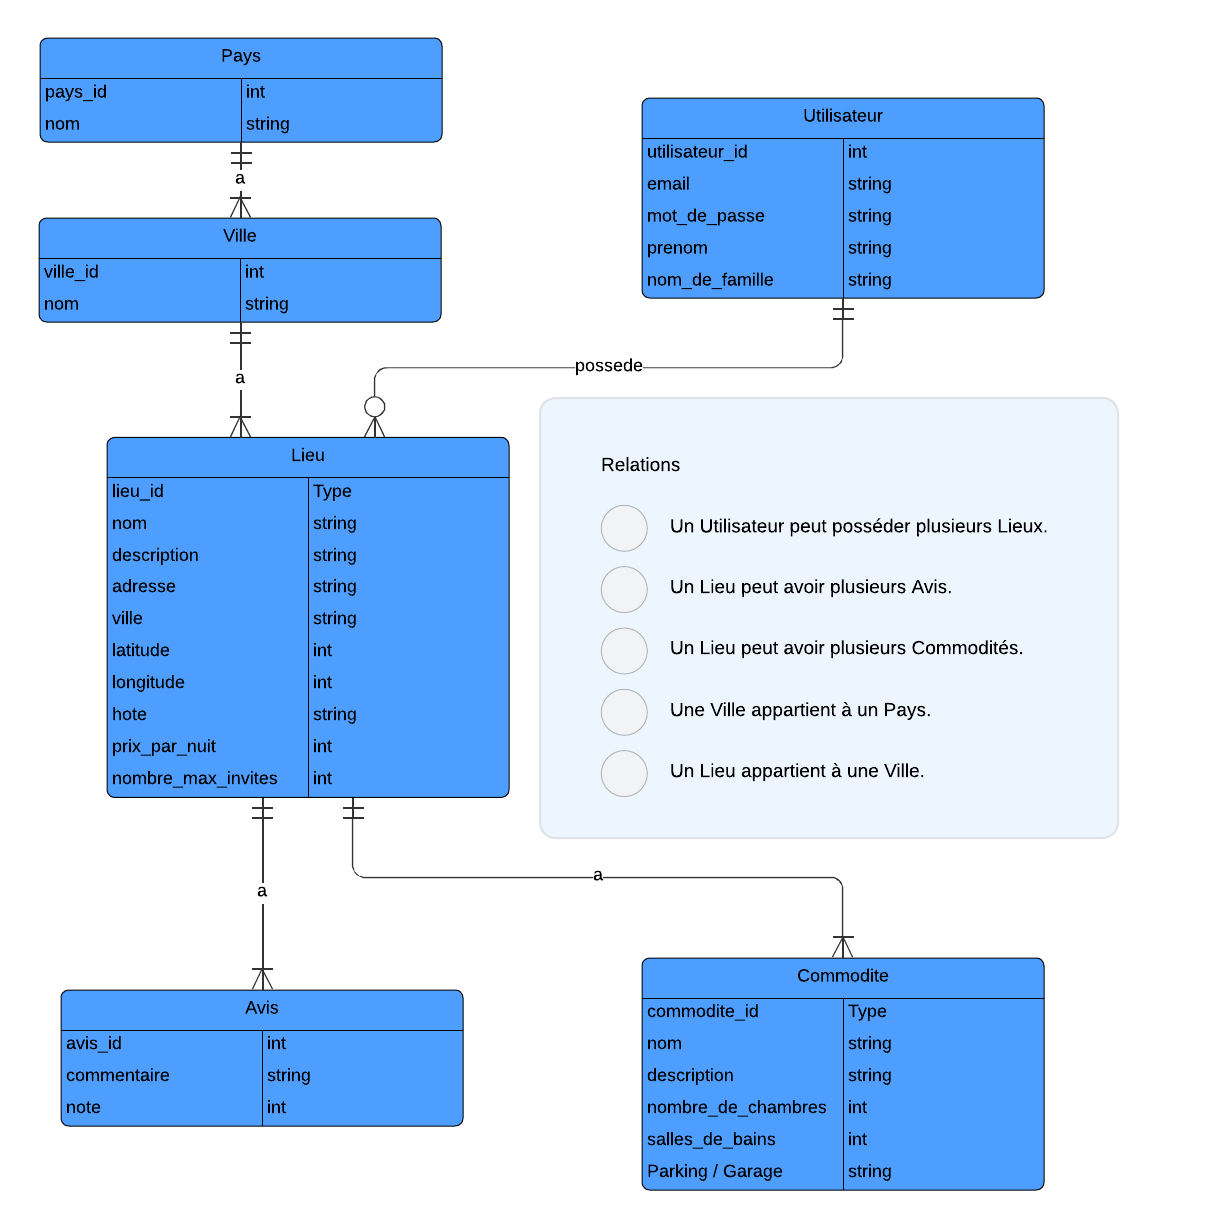 Pays
pays_id int
nom string
a
Ville
ville_id int
nom string
a
Utilisateur
utilisateur_id int
email string
mot_de_passe string
prenom string
nom_de_famille string
possede
Lieu
lieu_id Type
nom string
description string
adresse string
ville string
latitude int
longitude int
hote string
prix_par_nuit int
nombre_max_invites int
Relations
Un Utilisateur peut posséder plusieurs Lieux.
Un Lieu peut avoir plusieurs Avis.
Un Lieu peut avoir plusieurs Commodités.
Une Ville appartient à un Pays.
Un Lieu appartient à une Ville.
a
a
Avis
avis_id int
commentaire string
note int
Commodite
commodite_id Type
nom string
description string
nombre_de_chambres int
salles_de_bains int
Parking / Garage string